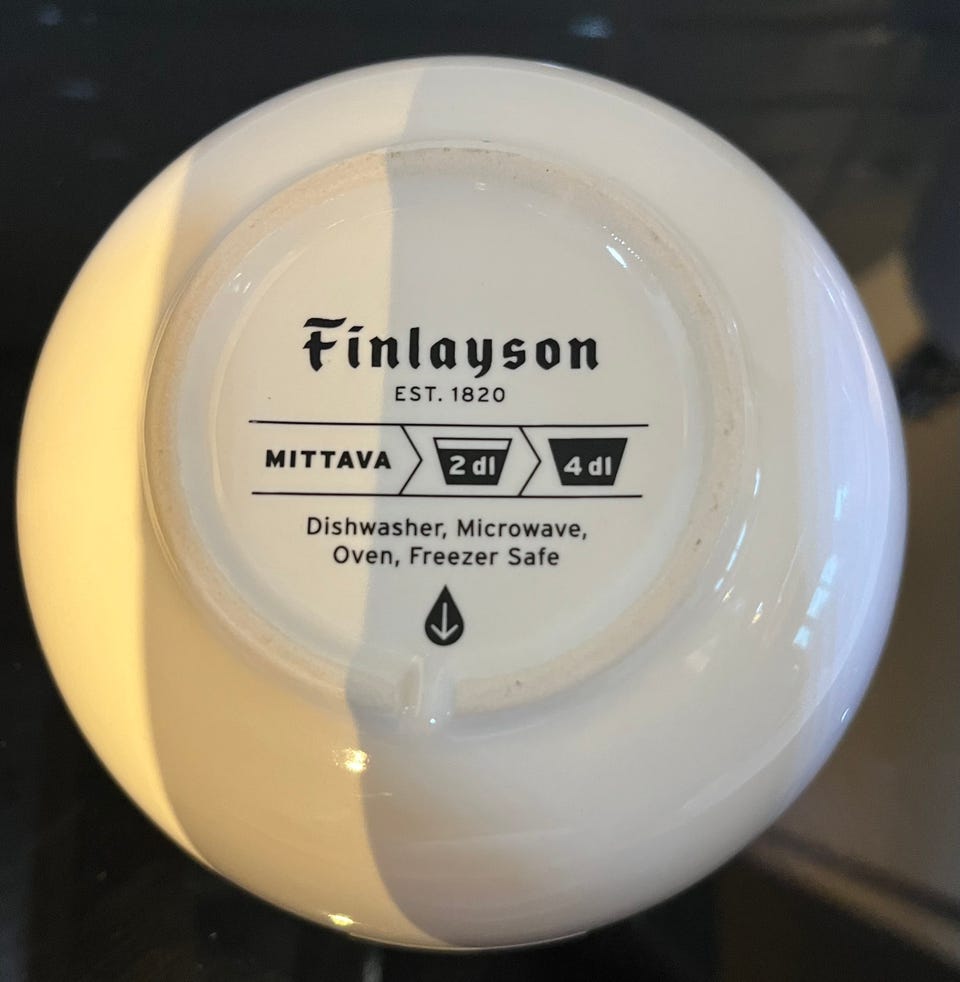 Finlayson
EST. 1820
MITTAVA 2 dl 4 dl
Dishwasher, Microwave,
Oven, Freezer Safe